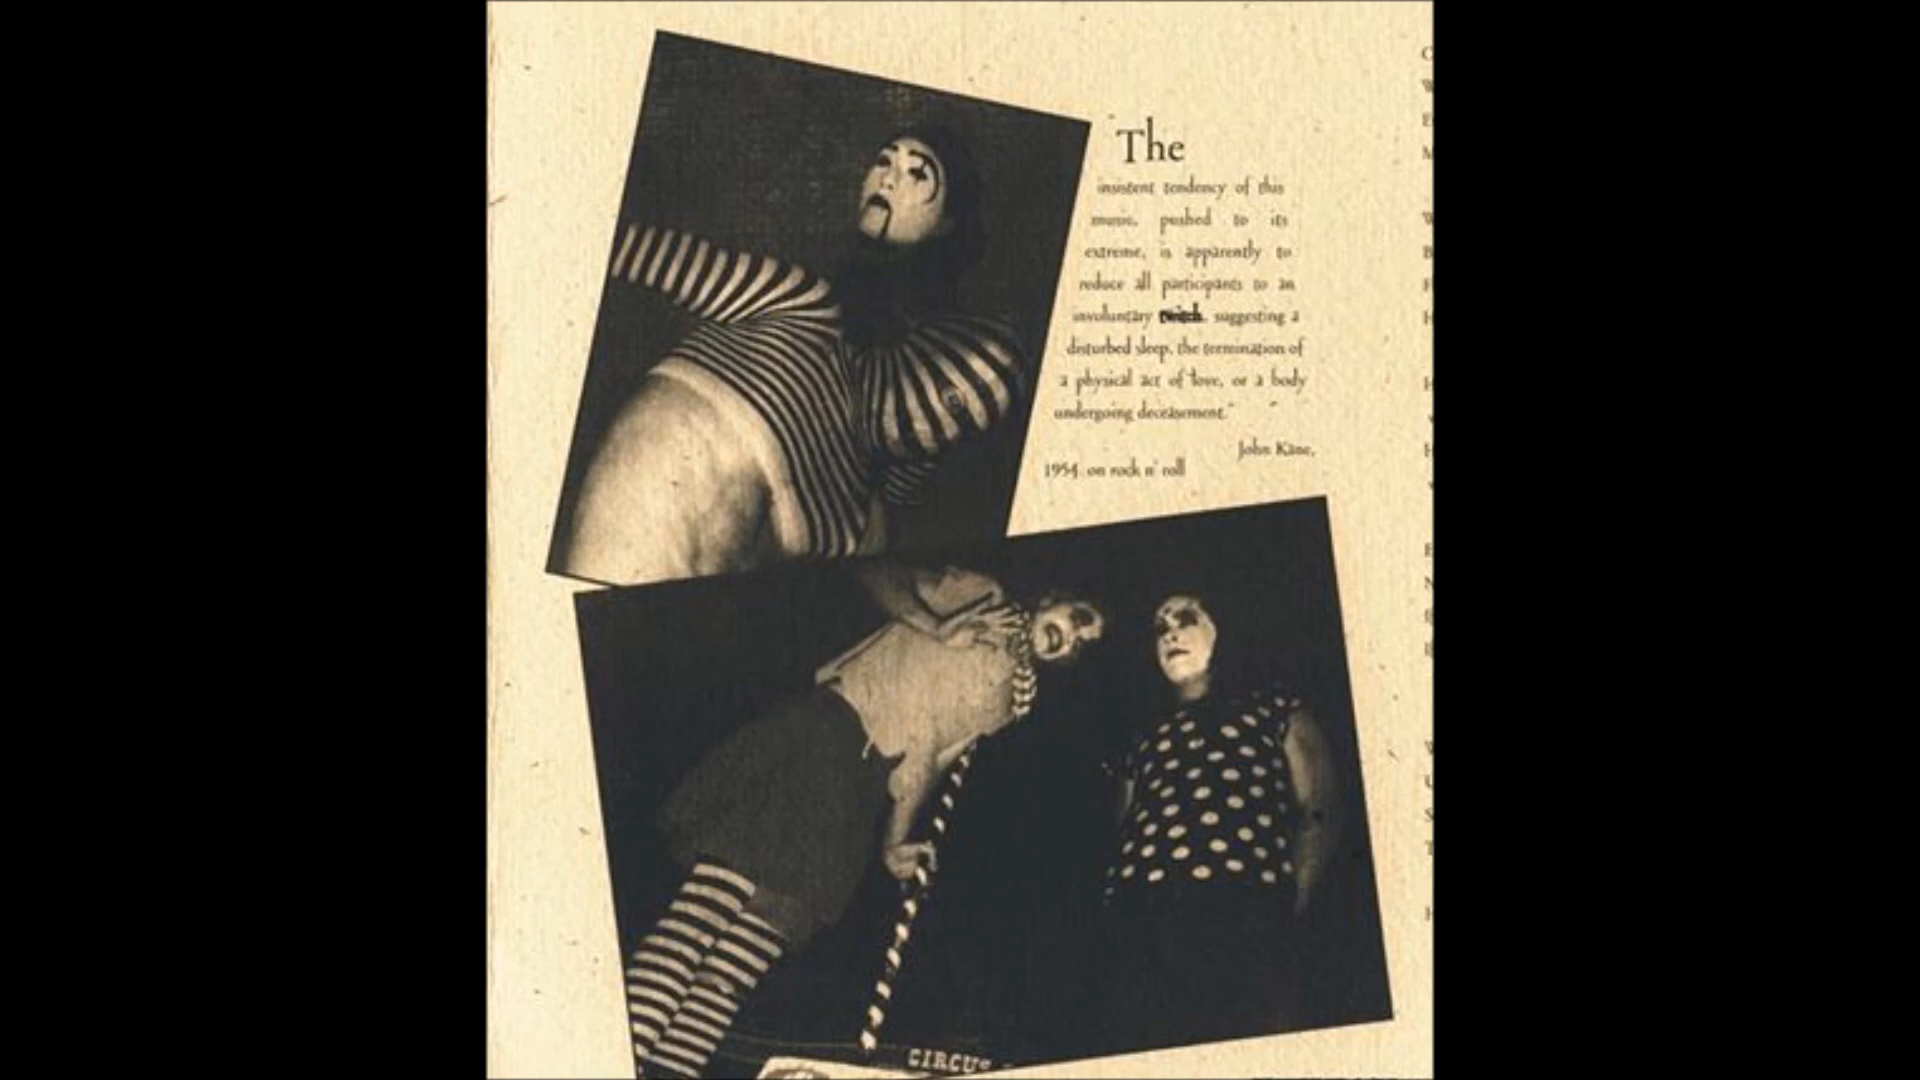 "The
insistent tendency of this
music, pushed to its
extreme, is apparently to
reduce all participants to an
involuntary twitch, suggesting a
disturbed sleep, the termination of
a physical act of love, or a body
undergoing deceasement."
John Kane,
1954. on rock n' roll
CIRCUS